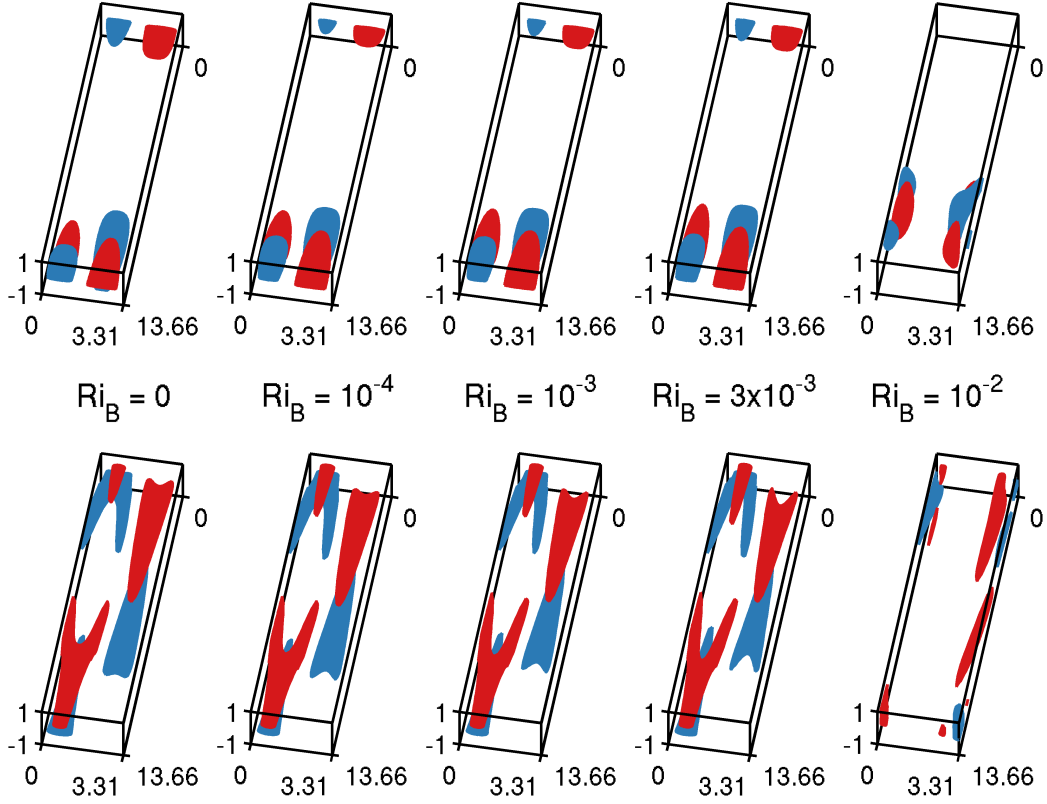 0 0 0 0 0
1 1 1 1 1
-1 -1 -1 -1 -1
0 3.31 13.66 0 3.31 13.66 0 3.31 13.66 0 3.31 13.66 0 3.31 13.66
Ri_B = 0 Ri_B = 10^-4 Ri_B = 10^-3 Ri_B = 3x10^-3 Ri_B = 10^-2
0 0 0 0 0
1 1 1 1 1
-1 -1 -1 -1 -1
0 3.31 13.66 0 3.31 13.66 0 3.31 13.66 0 3.31 13.66 0 3.31 13.66